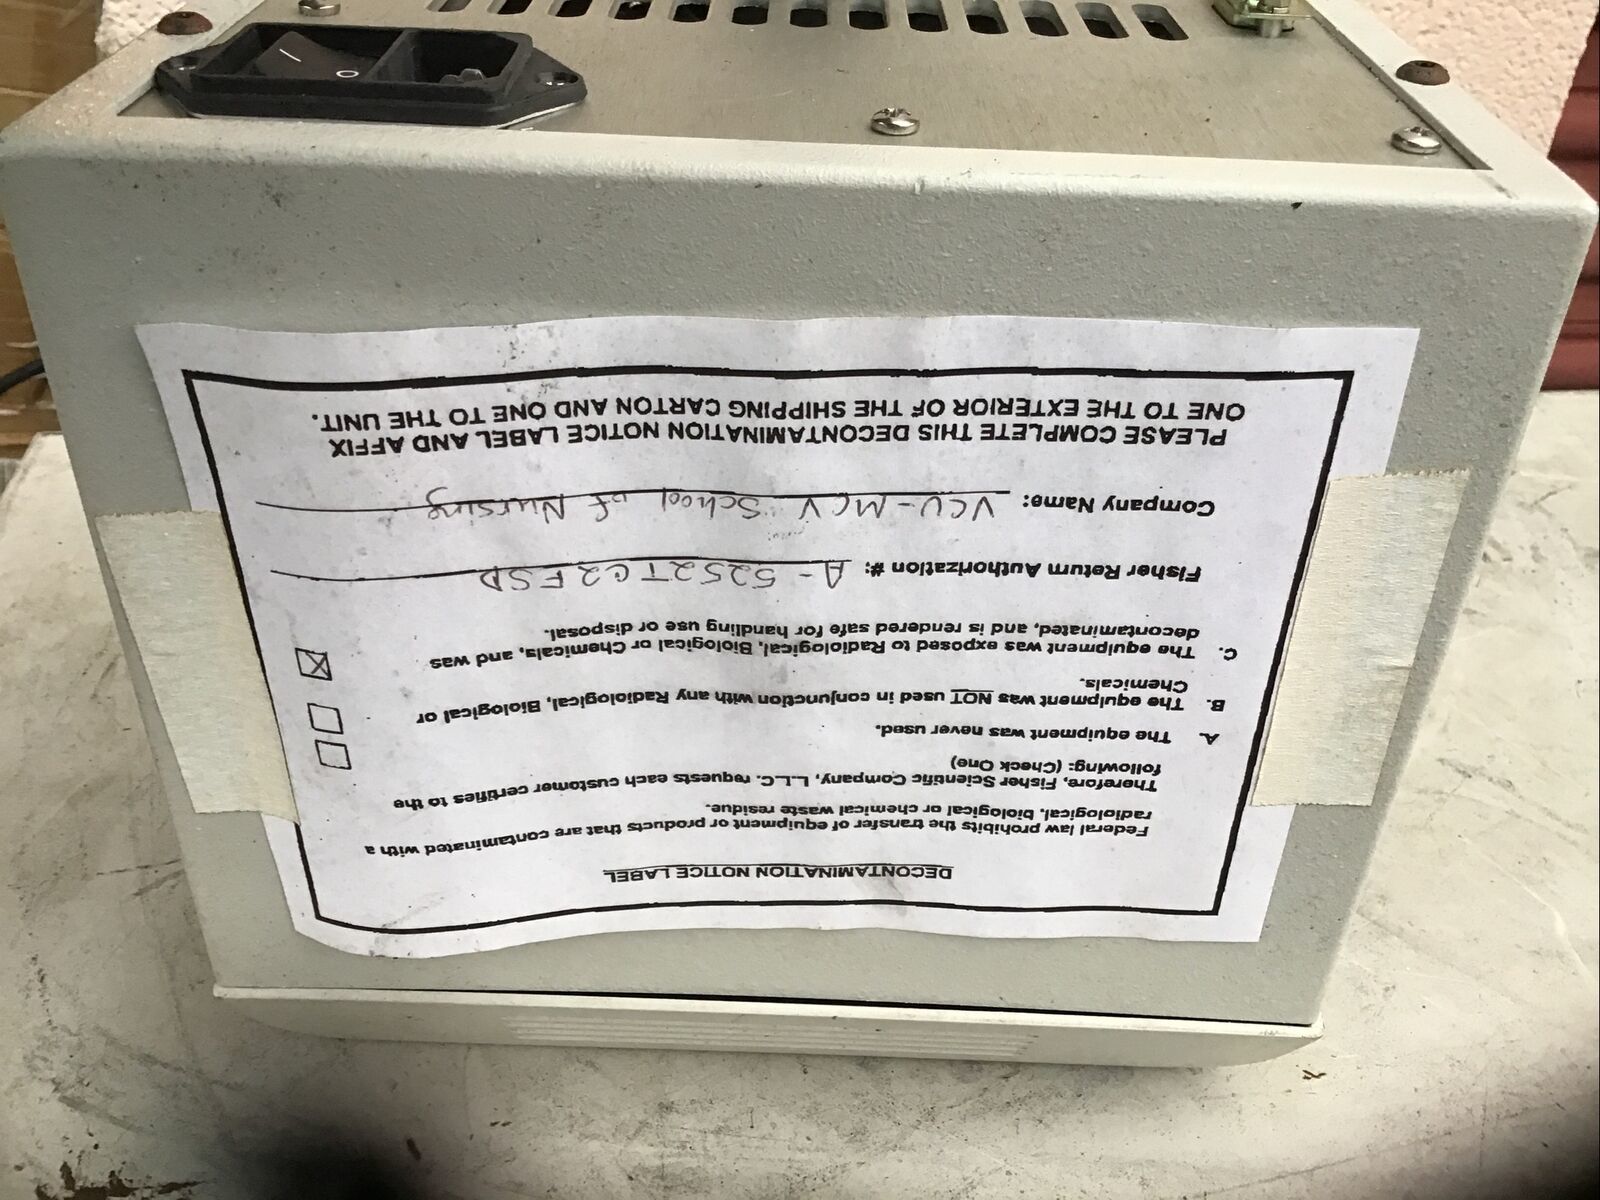 DECONTAMINATION NOTICE LABEL
Federal law prohibits the transfer of equipment or products that are contaminated with a
radiological, biological or chemical waste residue.
Therefore, Fisher Scientific Company, L.L.C. requests each customer certifies to the
following: (Check One)
A. The equipment was never used.
B. The equipment was NOT used in conjunction with any Radiological, Biological or
Chemicals.
C. The equipment was exposed to Radiological, Biological or Chemicals, and was
decontaminated, and is rendered safe for handling use or disposal.
Fisher Return Authorization #: A-5252TC2FSD
Company Name: VCU-MCV School of Nursing
PLEASE COMPLETE THIS DECONTAMINATION NOTICE LABEL AND AFFIX
ONE TO THE EXTERIOR OF THE SHIPPING CARTON AND ONE TO THE UNIT.